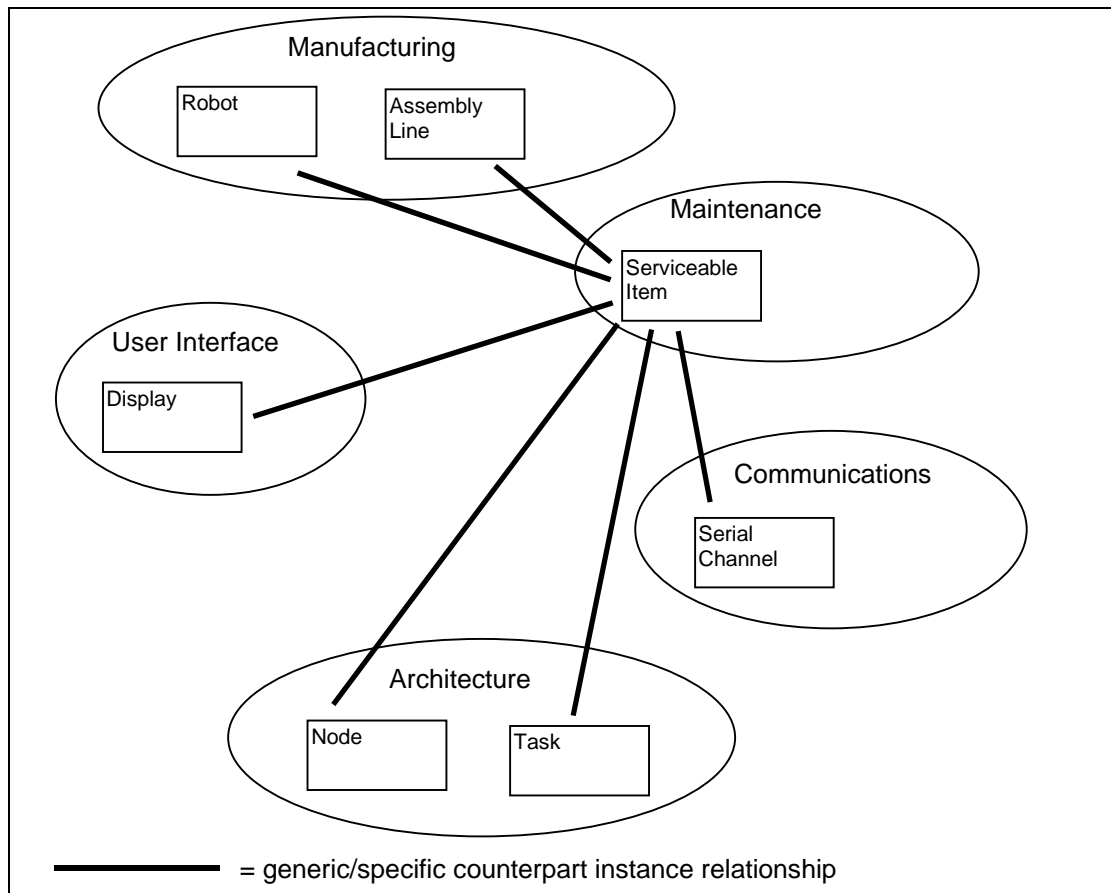 Manufacturing
Robot
Assembly
Line
Maintenance
Serviceable
Item
User Interface
Display
Communications
Serial
Channel
Architecture
Node
Task
= generic/specific counterpart instance relationship